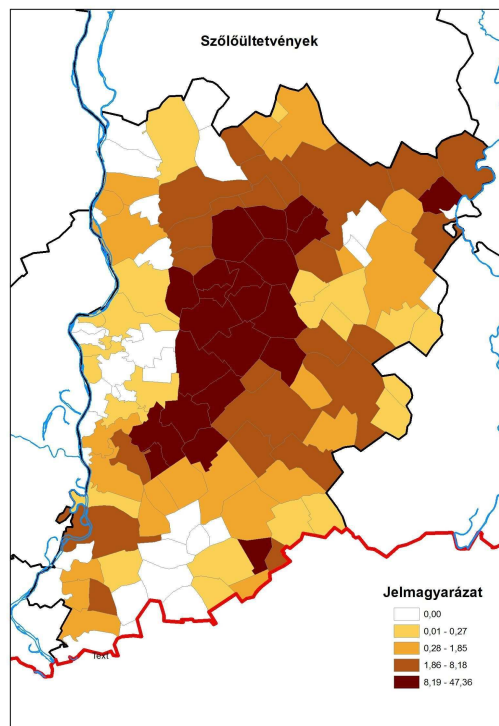 Szőlőültetvények
Jelmagyarázat
0,00
0,01 - 0,27
0,28 - 1,85
1,86 - 8,18
8,19 - 47,36
Text